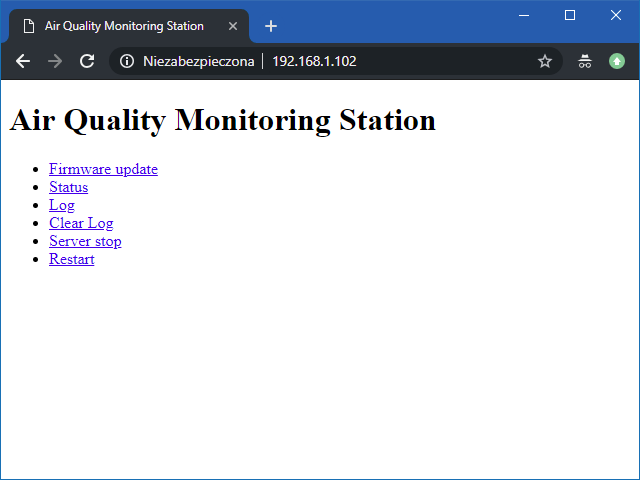 Air Quality Monitoring Station
Niezabezpieczona 192.168.1.102
Air Quality Monitoring Station
Firmware update
Status
Log
Clear Log
Server stop
Restart